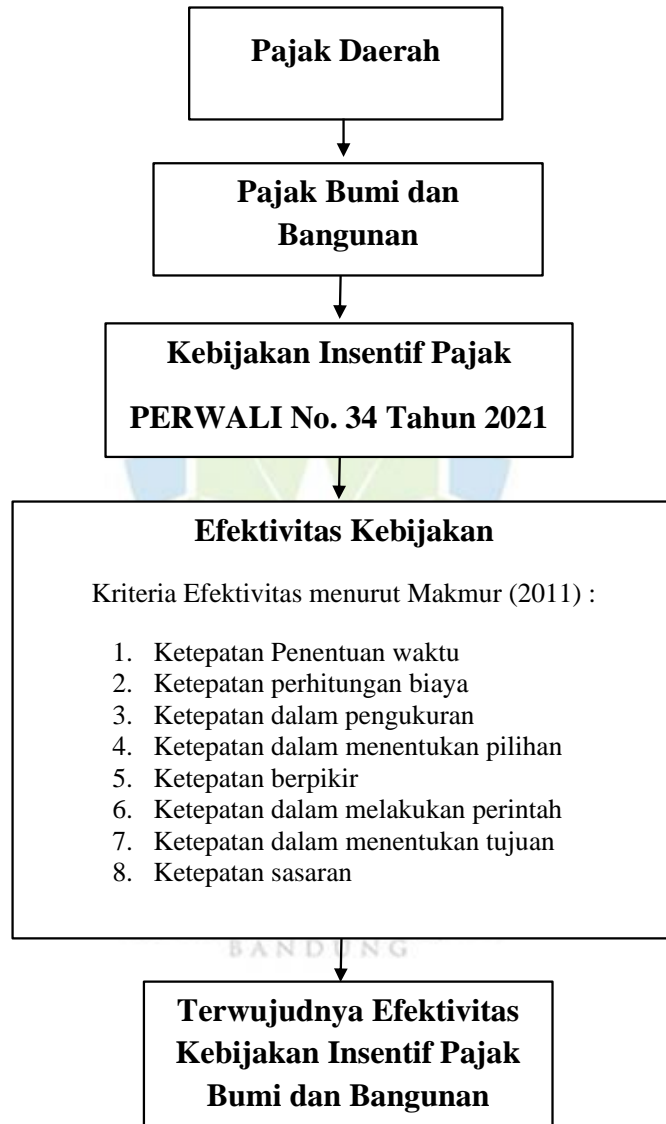 Pajak Daerah
Pajak Bumi dan
Bangunan
Kebijakan Insentif Pajak
PERWALI No. 34 Tahun 2021
Efektivitas Kebijakan
Kriteria Efektivitas menurut Makmur (2011) :
1. Ketepatan Penentuan waktu
2. Ketepatan perhitungan biaya
3. Ketepatan dalam pengukuran
4. Ketepatan dalam menentukan pilihan
5. Ketepatan berpikir
6. Ketepatan dalam melakukan perintah
7. Ketepatan dalam menentukan tujuan
8. Ketepatan sasaran
BANDUNG
Terwujudnya Efektivitas
Kebijakan Insentif Pajak
Bumi dan Bangunan